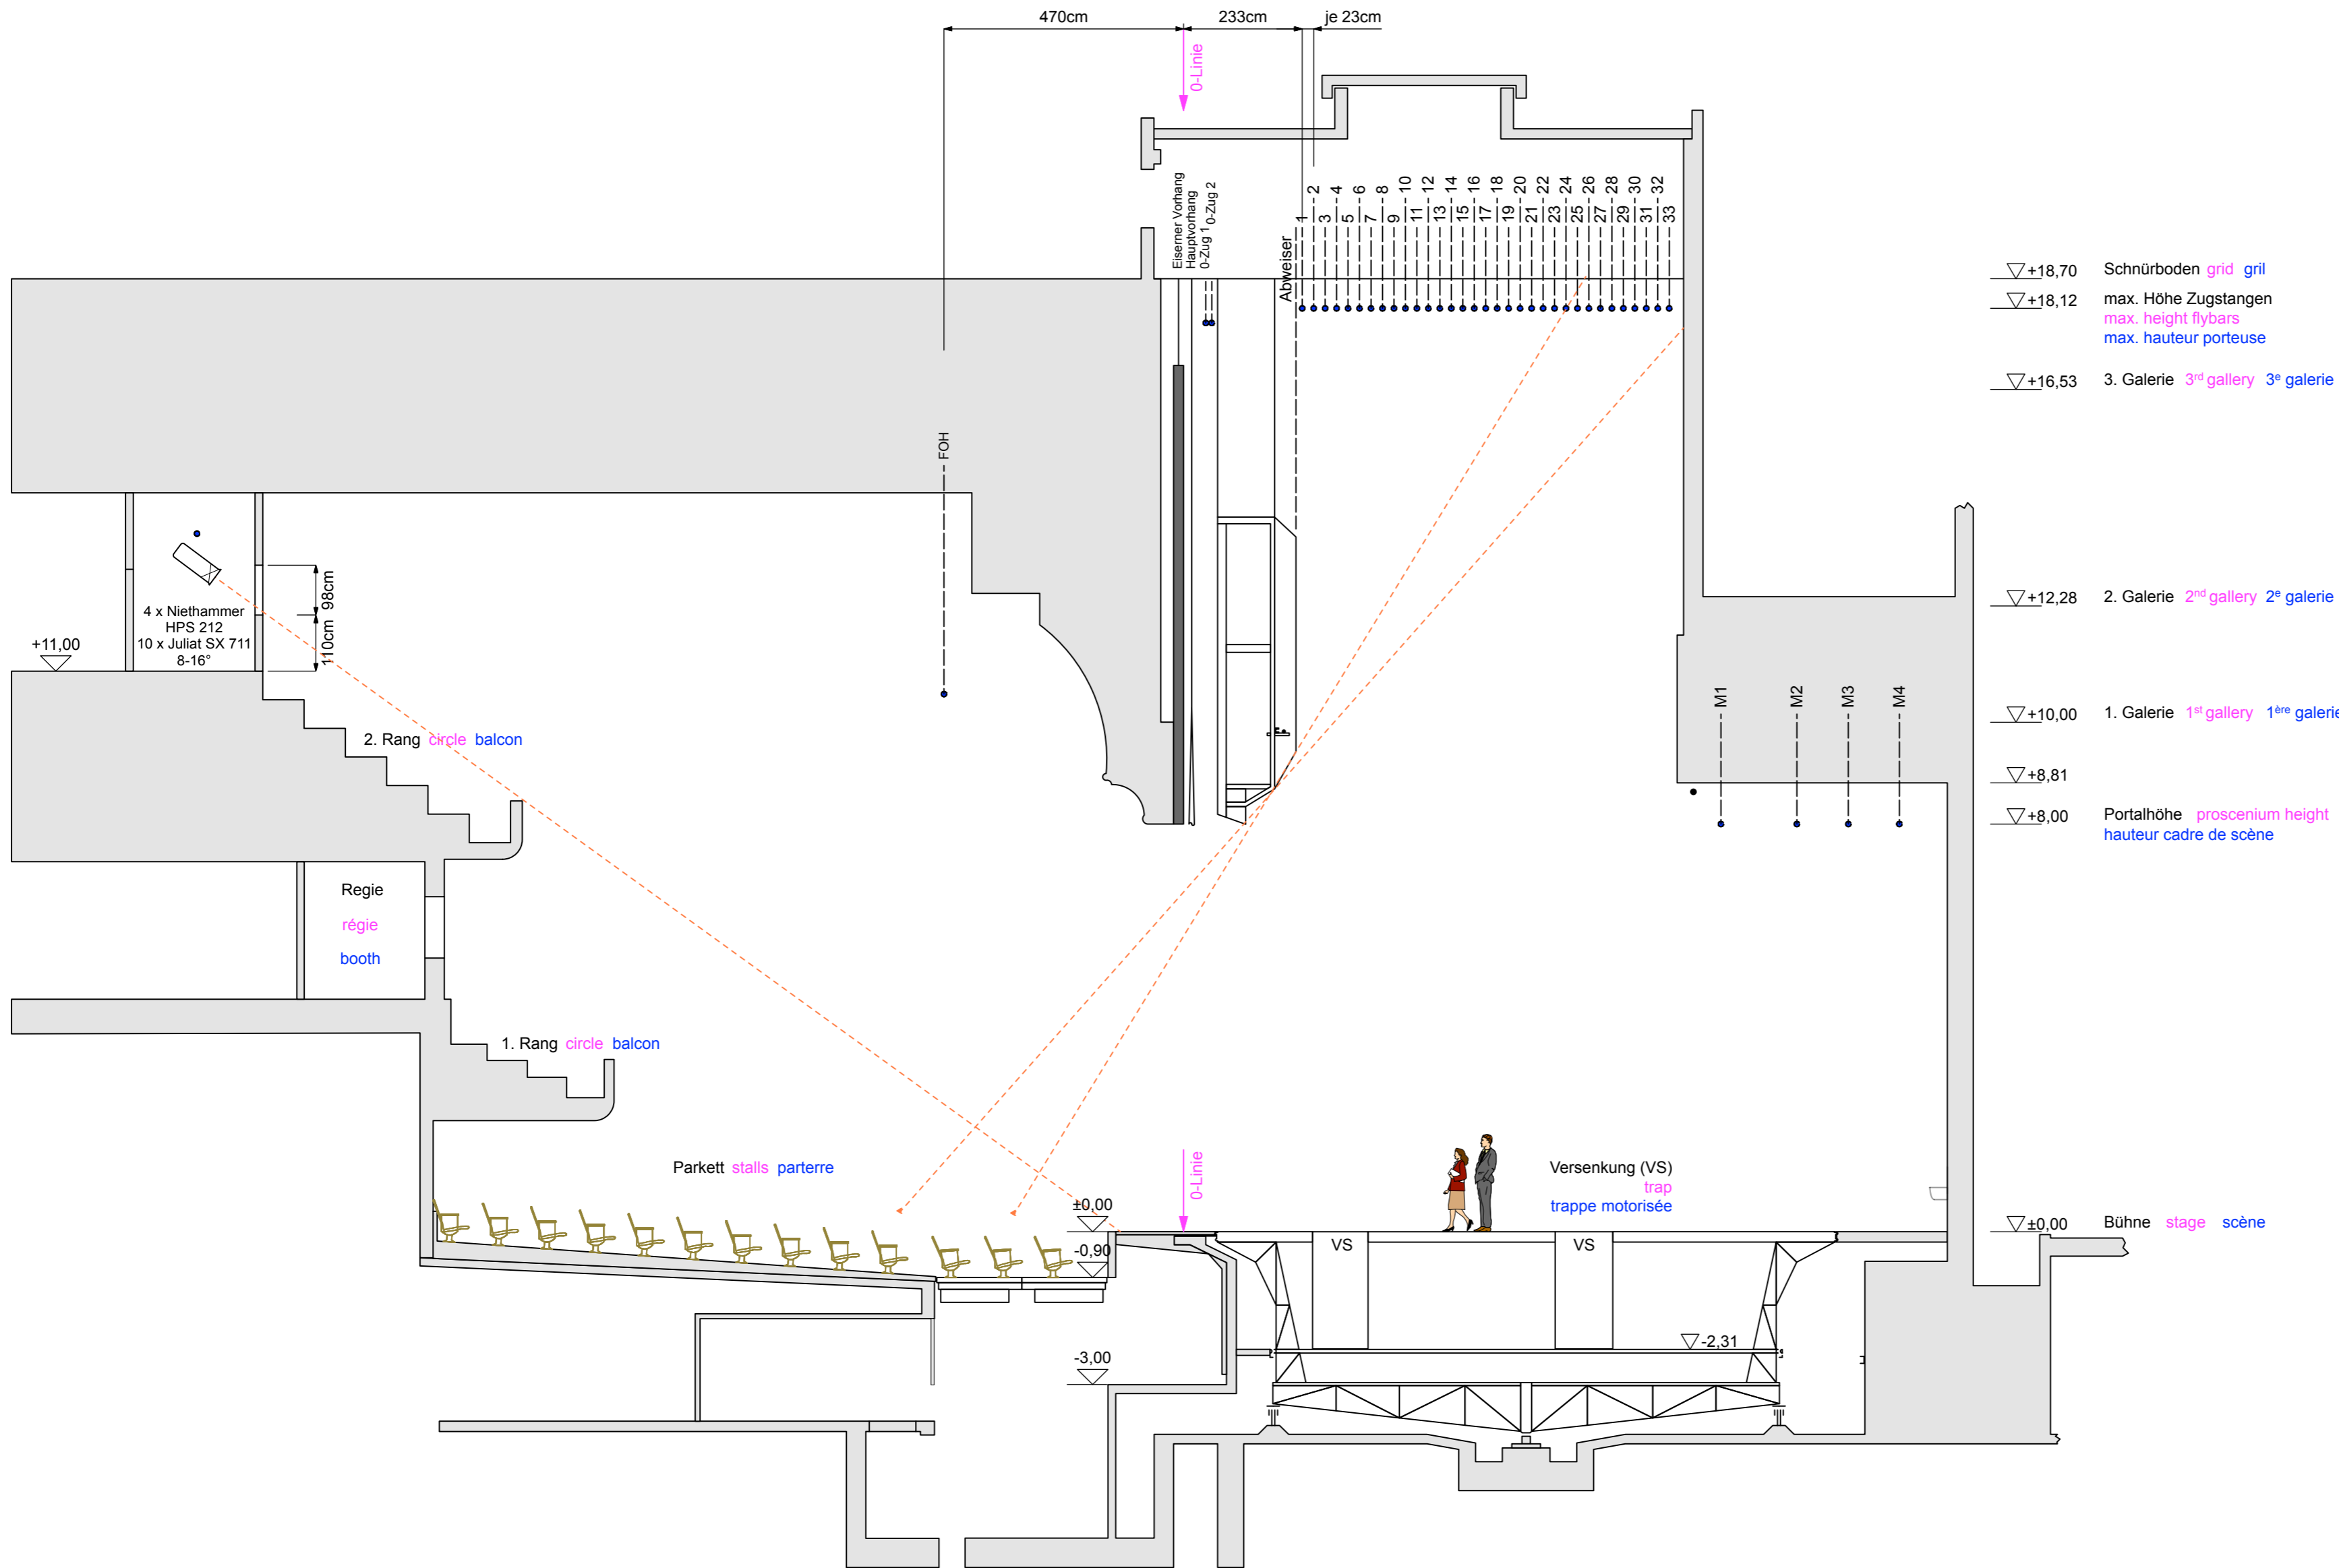 470cm
233cm
je 23cm
0-Linie
Eiserner Vorhang
Hauptvorhang
0-Zug 1
0-Zug 2
Abweiser
1
2
3
4
5
6
7
8
9
10
11
12
13
14
15
16
17
18
19
20
21
22
23
24
25
26
27
28
29
30
31
32
33
+18,70 Schnürboden grid gril
+18,12 max. Höhe Zugstangen
max. height flybars
max. hauteur porteuse
+16,53 3. Galerie 3rd gallery 3e galerie
FOH
98cm
110cm
4 x Niethammer
HPS 212
10 x Juliat SX 711
8-16°
+11,00
+12,28 2. Galerie 2nd gallery 2e galerie
M1
M2
M3
M4
+10,00 1. Galerie 1st gallery 1ère galerie
2. Rang circle balcon
+8,81
+8,00 Portalhöhe proscenium height
hauteur cadre de scène
Regie
régie
booth
1. Rang circle balcon
Parkett stalls parterre
0-Linie
Versenkung (VS)
trap
trappe motorisée
±0,00
-0,90
VS
VS
±0,00 Bühne stage scène
-2,31
-3,00